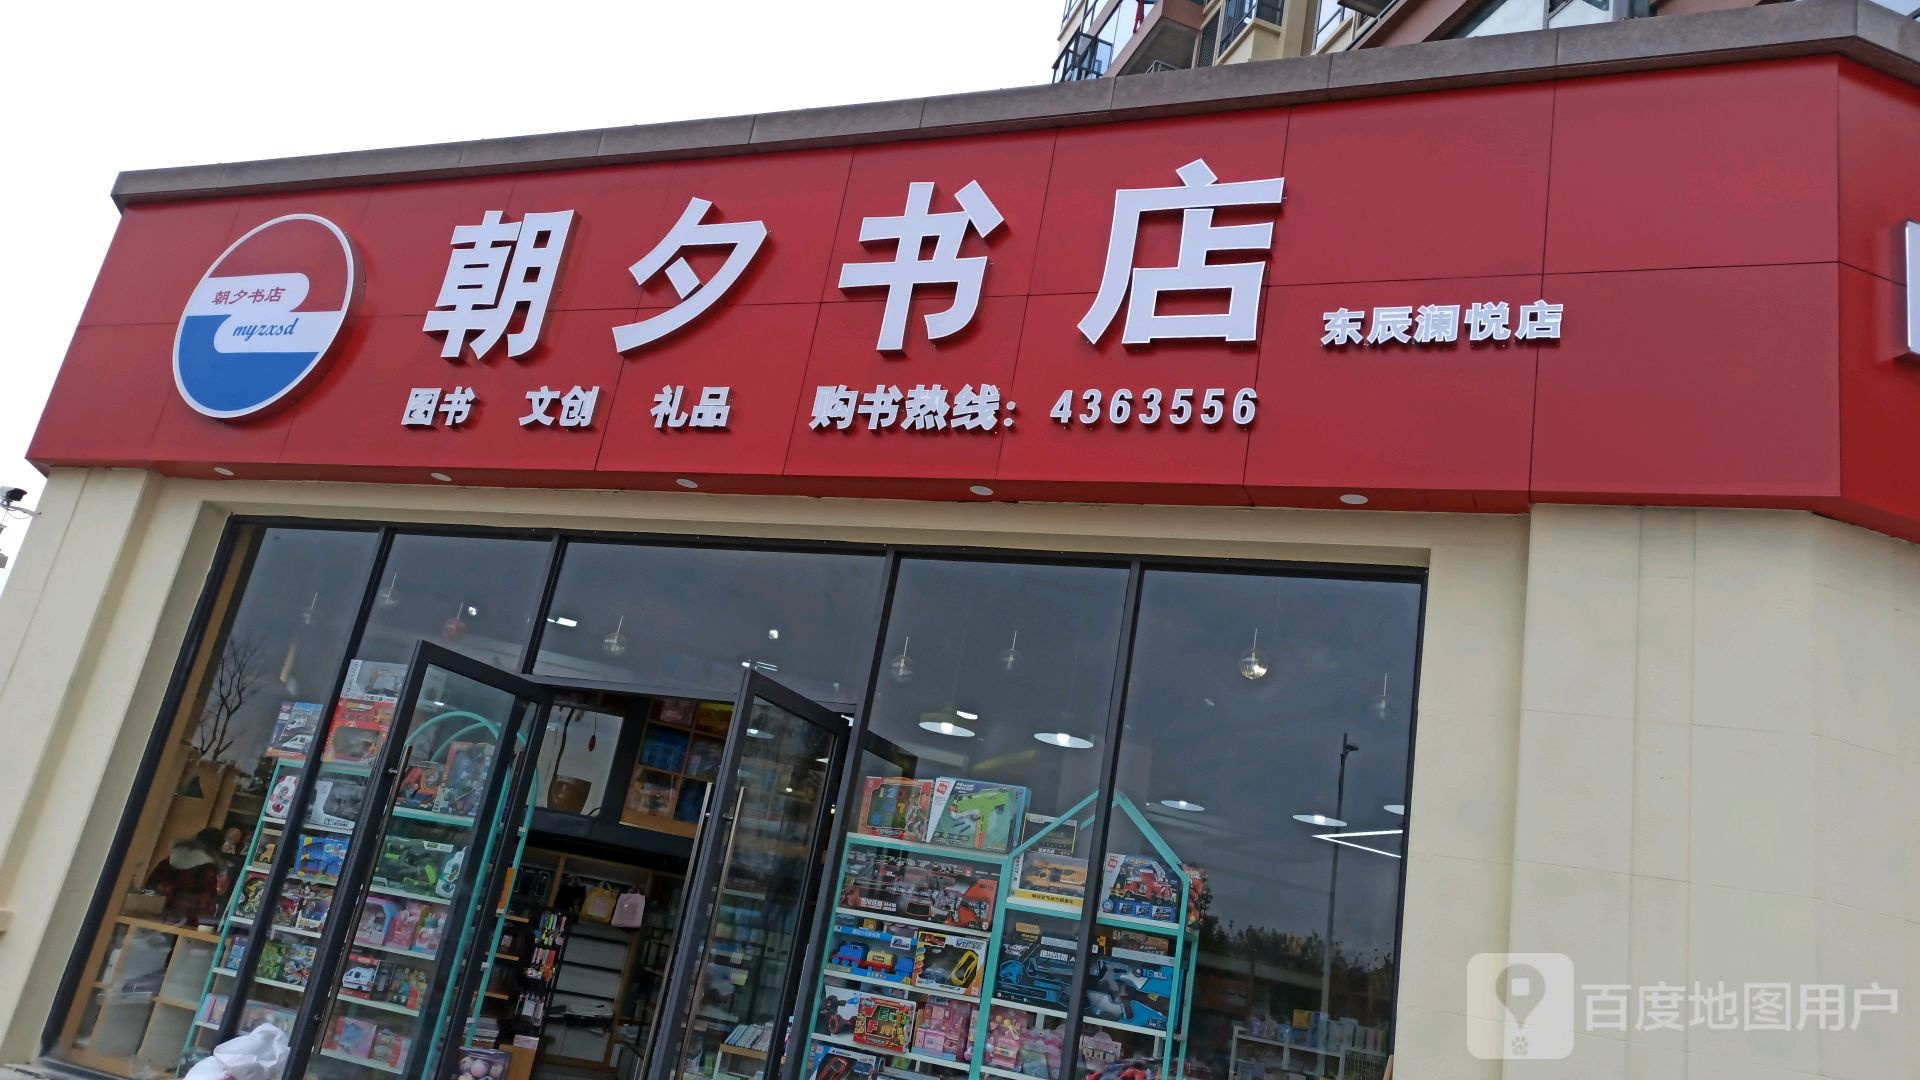 朝夕书店
东辰澜悦店
朝夕书店
myzxsd
图书 文创 礼品 购书热线：4363556
百度地图用户